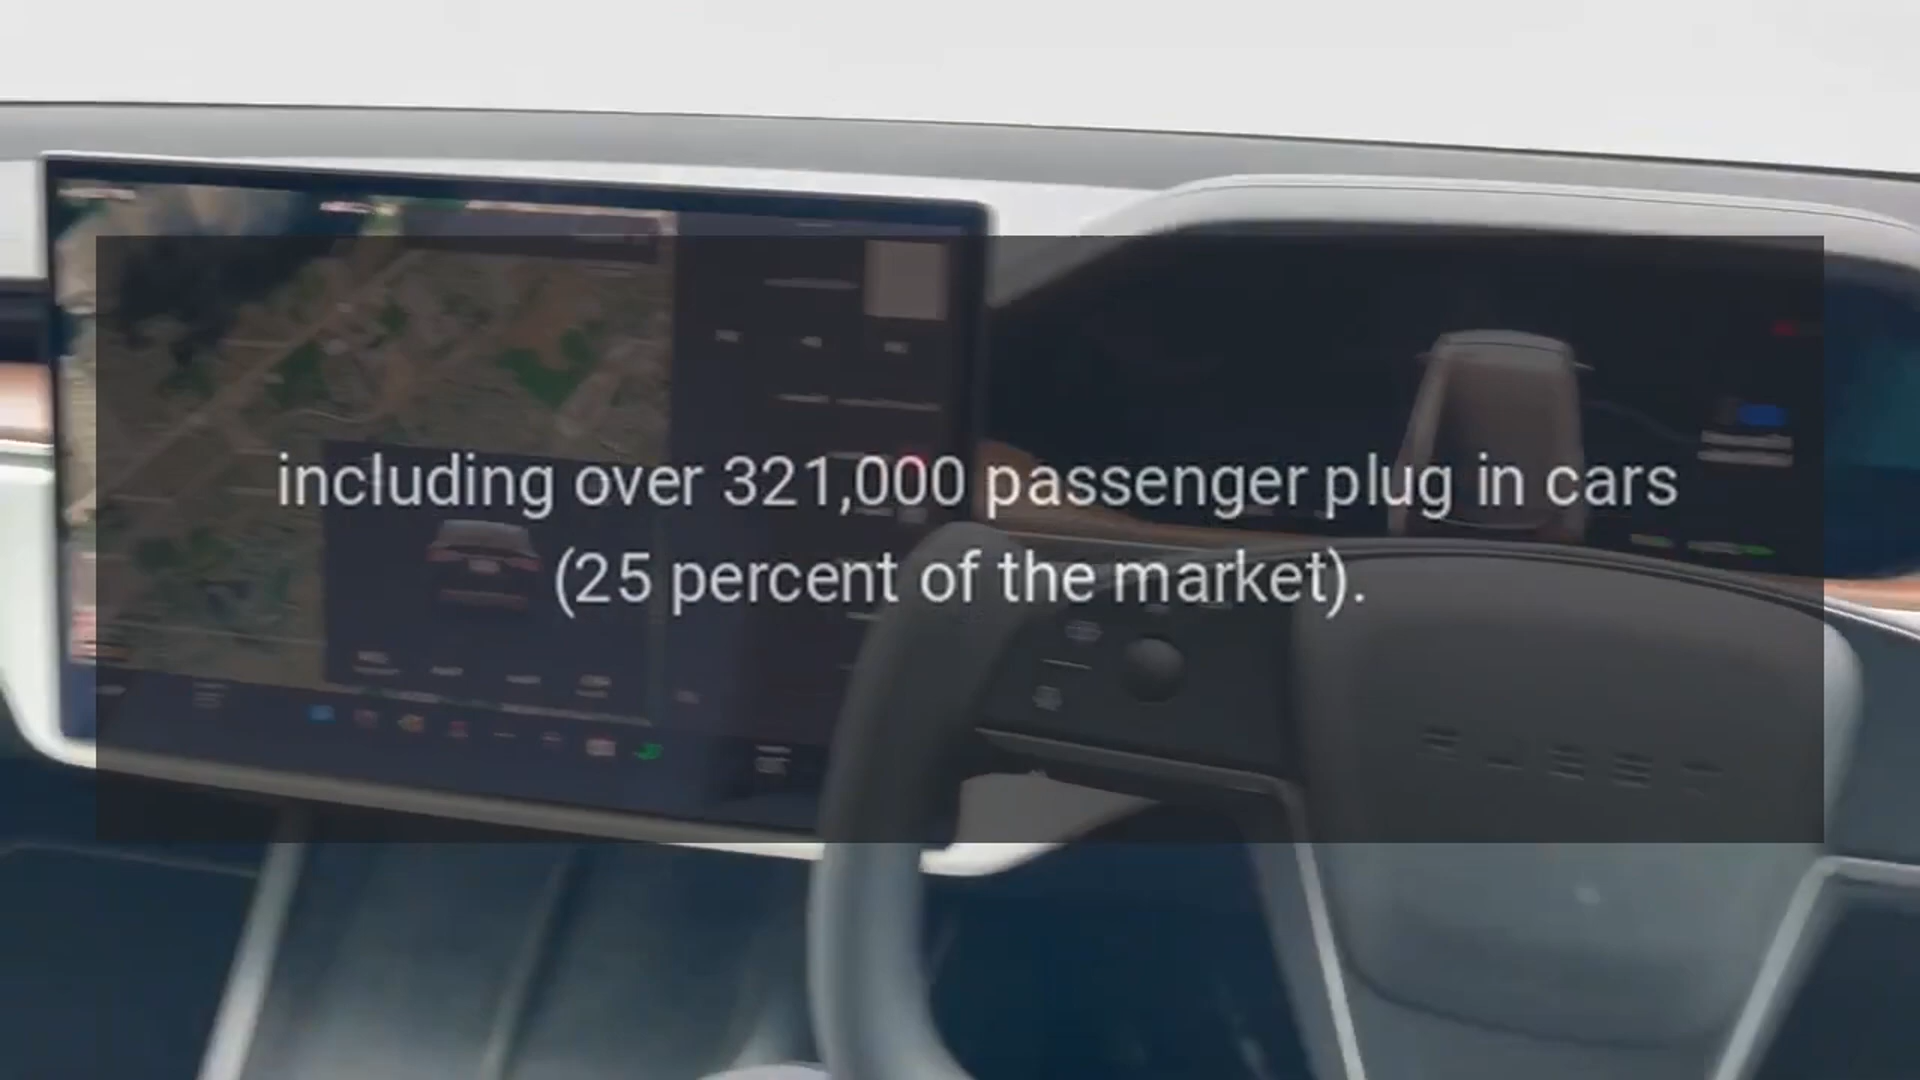 including over 321,000 passenger plug in cars
(25 percent of the market).